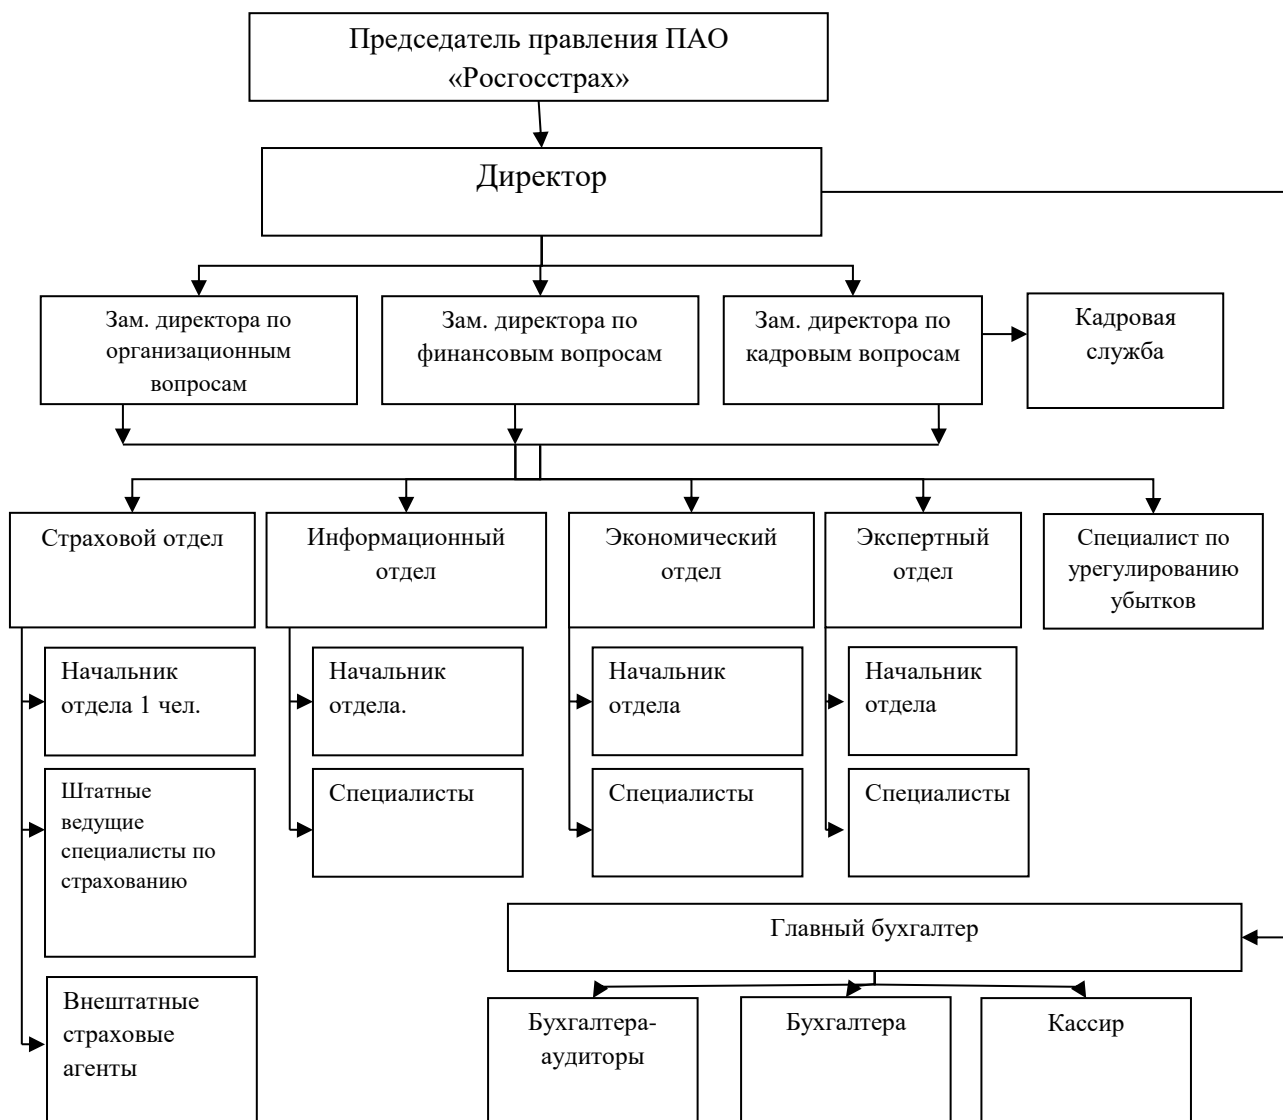 Председатель правления ПАО
«Росгосстрах»
Директор
Зам. директора по
организационным
вопросам
Зам. директора по
финансовым вопросам
Зам. директора по
кадровым вопросам
Кадровая
служба
Страховой отдел
Информационный
отдел
Экономический
отдел
Экспертный
отдел
Специалист по
урегулированию
убытков
Начальник
отдела 1 чел.
Начальник
отдела.
Начальник
отдела
Начальник
отдела
Штатные
ведущие
специалисты по
страхованию
Специалисты
Специалисты
Специалисты
Главный бухгалтер
Внештатные
страховые
агенты
Бухгалтера-
аудиторы
Бухгалтера
Кассир